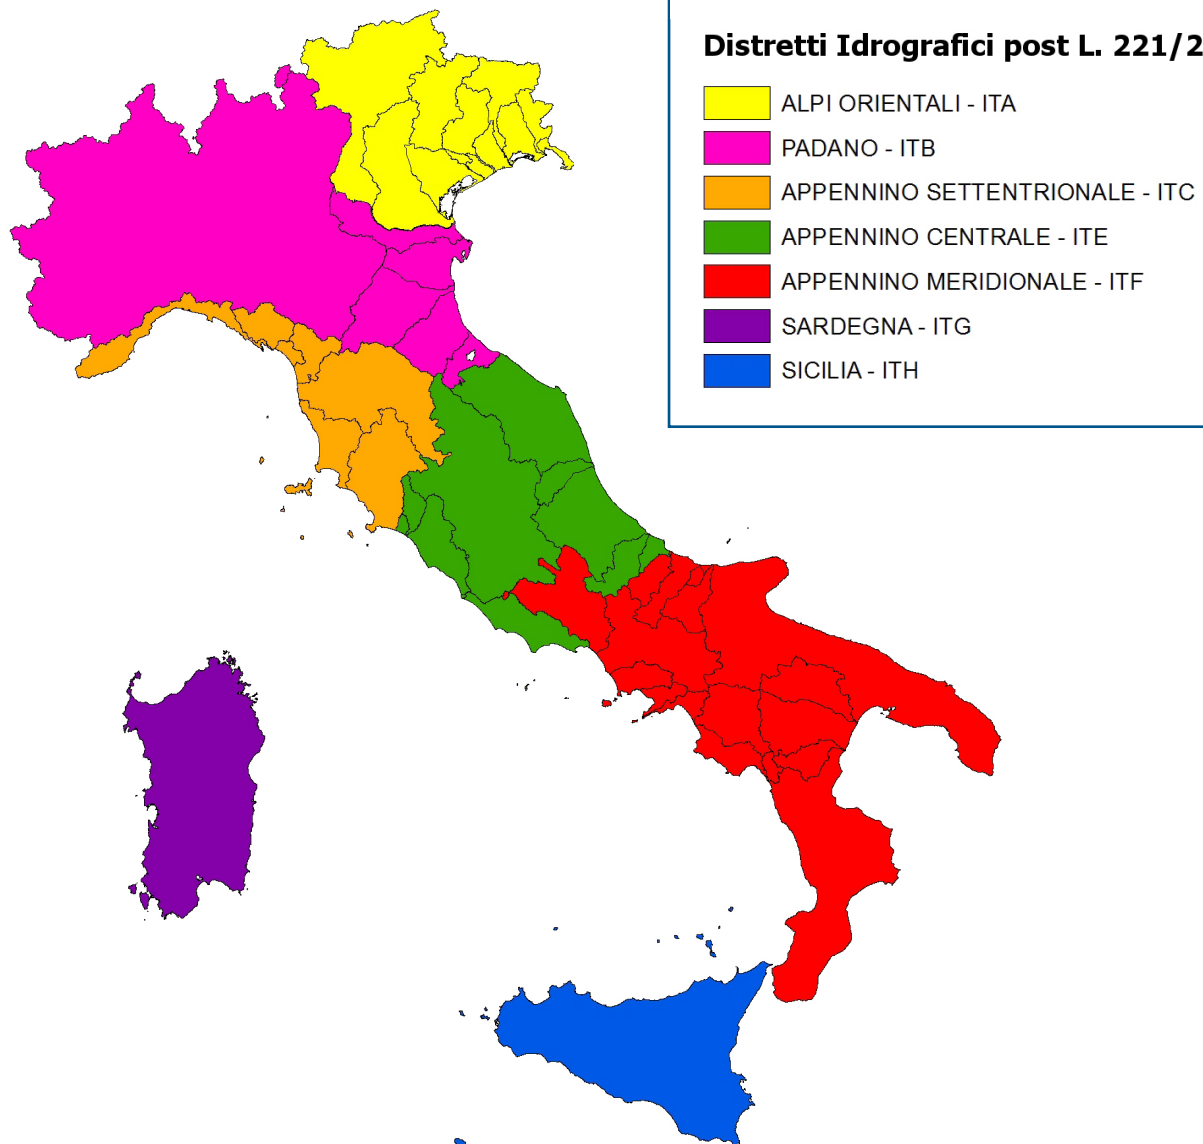 Distretti Idrografici post L. 221/2
ALPI ORIENTALI - ITA
PADANO - ITB
APPENNINO SETTENTRIONALE - ITC
APPENNINO CENTRALE - ITE
APPENNINO MERIDIONALE - ITF
SARDEGNA - ITG
SICILIA - ITH